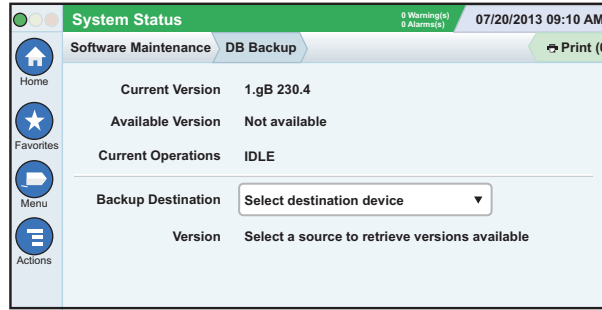 System Status
0 Warning(s)
0 Alarms(s)
07/20/2013 09:10 AM
Software Maintenance
DB Backup
Print (
Home
Favorites
Menu
Actions
Current Version 1.gB 230.4
Available Version Not available
Current Operations IDLE
Backup Destination Select destination device
Version Select a source to retrieve versions available